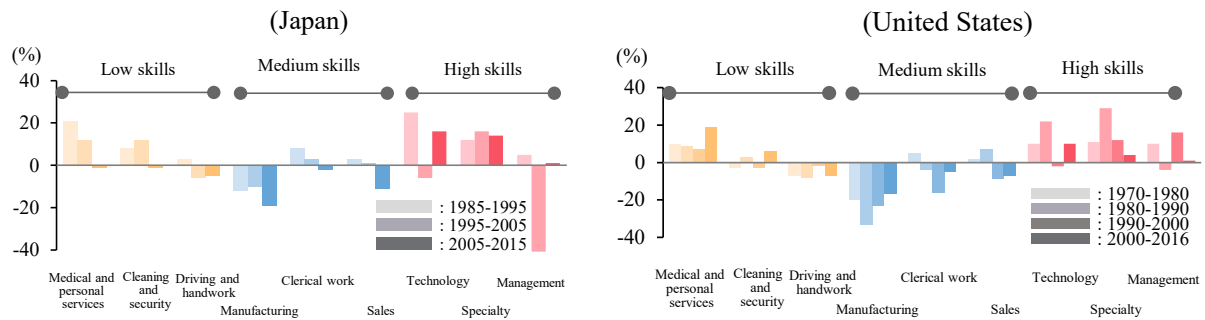 (Japan)
(%)
Low skills
Medium skills
High skills
40
20
0
-20
-40
: 1985-1995
: 1995-2005
: 2005-2015
Medical and
personal
services
Cleaning
and
security
Driving and
handwork
Manufacturing
Clerical work
Sales
Technology
Specialty
Management
(United States)
(%)
Low skills
Medium skills
High skills
40
20
0
-20
-40
: 1970-1980
: 1980-1990
: 1990-2000
: 2000-2016
Medical and
personal
services
Cleaning
and
security
Driving and
handwork
Manufacturing
Clerical work
Sales
Technology
Specialty
Management